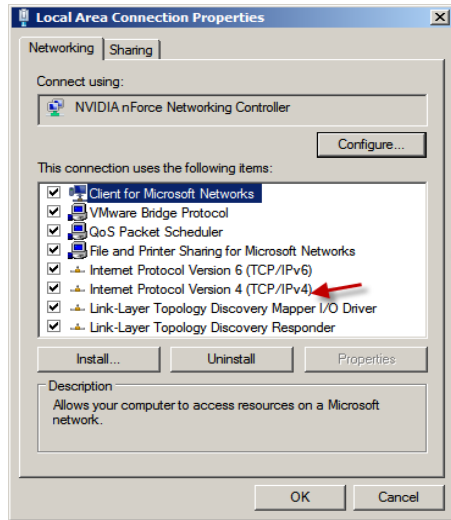 Local Area Connection Properties
Networking
Sharing
Connect using:
NVIDIA nForce Networking Controller
Configure...
This connection uses the following items:
Client for Microsoft Networks
VMware Bridge Protocol
QoS Packet Scheduler
File and Printer Sharing for Microsoft Networks
Internet Protocol Version 6 (TCP/IPv6)
Internet Protocol Version 4 (TCP/IPv4)
Link-Layer Topology Discovery Mapper I/O Driver
Link-Layer Topology Discovery Responder
Install...
Uninstall
Properties
Description
Allows your computer to access resources on a Microsoft
network.
OK
Cancel